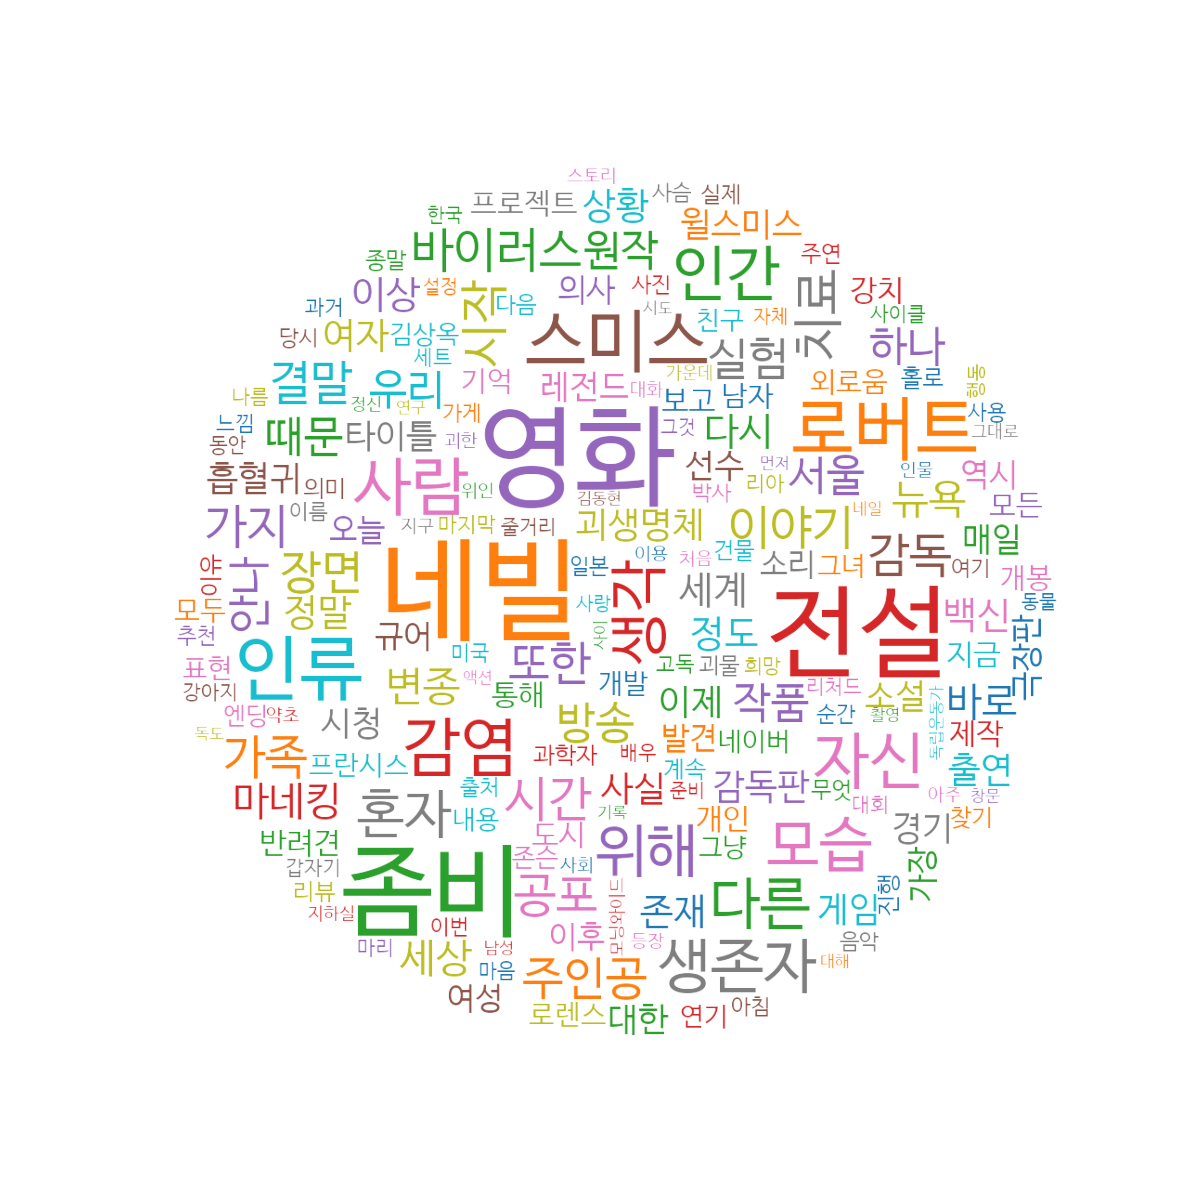 스토리
한국
프로젝트
상황
사슴
실제
윌스미스
종말
바이러스
원작
인간
주연
과거
이상
설정
시작
다음
의사
사진
시도
친구
자체
치료
강치
사이클
당시
여자
김상옥
세트
스미스
실험
하나
나름
결말
정신
우리
연구
가게
기억
레전드
대화
가운데
보고
남자
외로움
홀로
행동
사용
그대로
느낌
동안
때문
타이틀
괴한
영화
그것
다시
로버트
흡혈귀
의미
사람
위인
김동현
선수
박사
먼저
리아
서울
인물
뉴욕
역시
모든
가지
이름
오늘
지구
마지막
줄거리
괴생명체
이야기
네일
감독
매일
이야
안나
장면
정말
네빌
이용
처음
건물
일본
생각
세계
소리
그녀
여기
개봉
동물
모두
추천
규어
사랑
사이
미국
정도
전설
백신
지금
극장판
표현
강아지
인류
변종
액션
또한
통해
고독
괴물
희망
개발
이제
작품
리처드
소설
순간
촬영
바로
독립운동가
엔딩
약초
독도
시청
감염
방송
발견
네이버
제작
가족
프란시스
과학자
배우
계속
자신
출연
마네킹
혼자
출처
내용
시간
사실
준비
감독판
무엇
대회
아주
창문
기록
개인
찾기
반려견
도시
존슨
사회
위해
그냥
모습
경기
가장
갑자기
리뷰
지하실
좀비
공포
모닝와이드
존재
다른
게임
진행
이번
마리
세상
남성
마음
이후
등장
생존자
음악
대해
여성
주인공
로렌스
대한
연기
아침